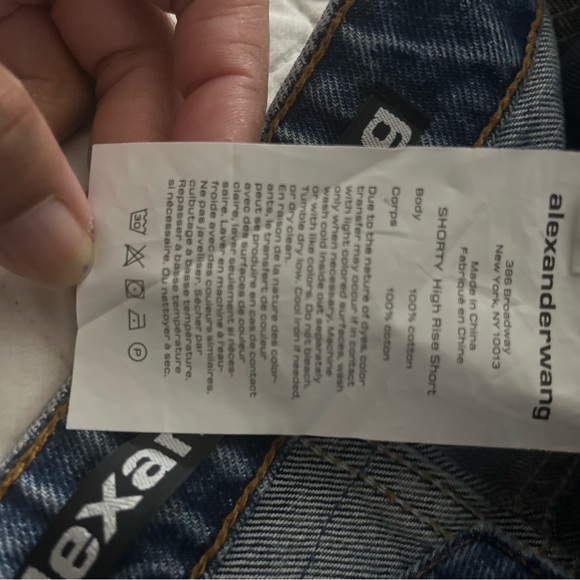 alexanderwang
386 Broadway
New York, NY 10013
Made in China
Fabriqué en Chine
SHORTY High Rise Short
Body 100% cotton
Corps 100% coton
Due to the nature of dyes, color
transfer may occur if in contact
with light colored surfaces, wash
only when necessary. Machine
wash cold inside out separately
or with like colors. Do not bleach.
Tumble dry low. Cool iron if needed,
or dry clean.
En raison de la nature des color-
ants, le transfert de couleur
peut se produire en cas de contact
avec des surfaces de couleur
claire, laver seulement si néces-
saire. Laver en machine à l'eau
froide avec des couleurs similaires.
Ne pas javelliser. Sécher par
culbutage à basse température.
Repasser à basse température
si nécessaire. Ou nettoyer à sec.
30 P
a
lexan